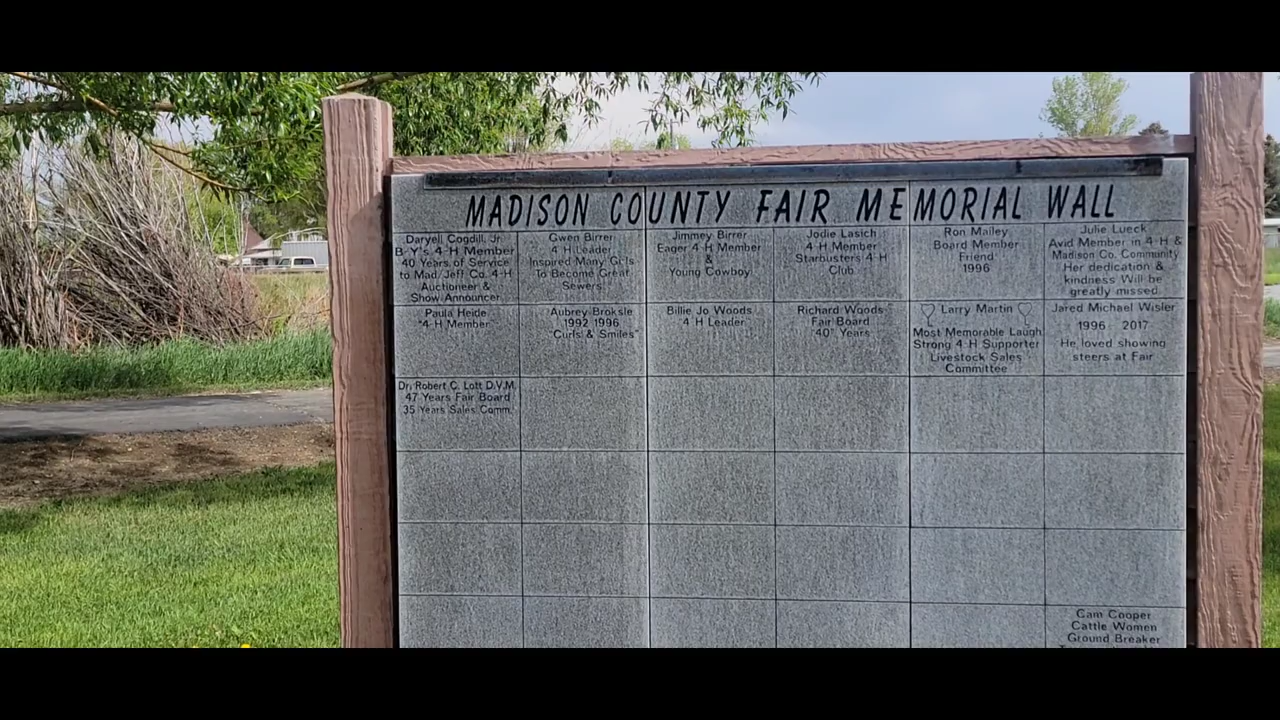 MADISON COUNTY FAIR MEMORIAL WALL
Daryell Cogdill, Jr.
B-Y's 4-H Member
40 Years of Service
to Mad/Jeff Co. 4-H
Auctioneer &
Show Announcer
Gwen Birrer
4 H Leader
Inspired Many Girls
To Become Great
Sewers
Jimmey Birrer
Eager 4 H Member
&
Young Cowboy
Jodie Lasich
4 H Member
Starbusters 4 H
Club
Ron Mailey
Board Member
Friend
1996
Julie Lueck
Avid Member in 4-H &
Madison Co. Community
Her dedication &
kindness Will be
greatly missed
Paula Heide
"4-H Member"
Aubrey Broksle
1992 1996
"Curls & Smiles"
Billie Jo Woods
4 H Leader
Richard Woods
Fair Board
"40" Years
Larry Martin
Most Memorable Laugh
Strong 4 H Supporter
Livestock Sales
Committee
Jared Michael Wisler
1996 2017
He loved showing
steers at Fair
Dr. Robert C. Lott D.V.M.
47 Years Fair Board
35 Years Sales Comm.
Cam Cooper
Cattle Women
Ground Breaker